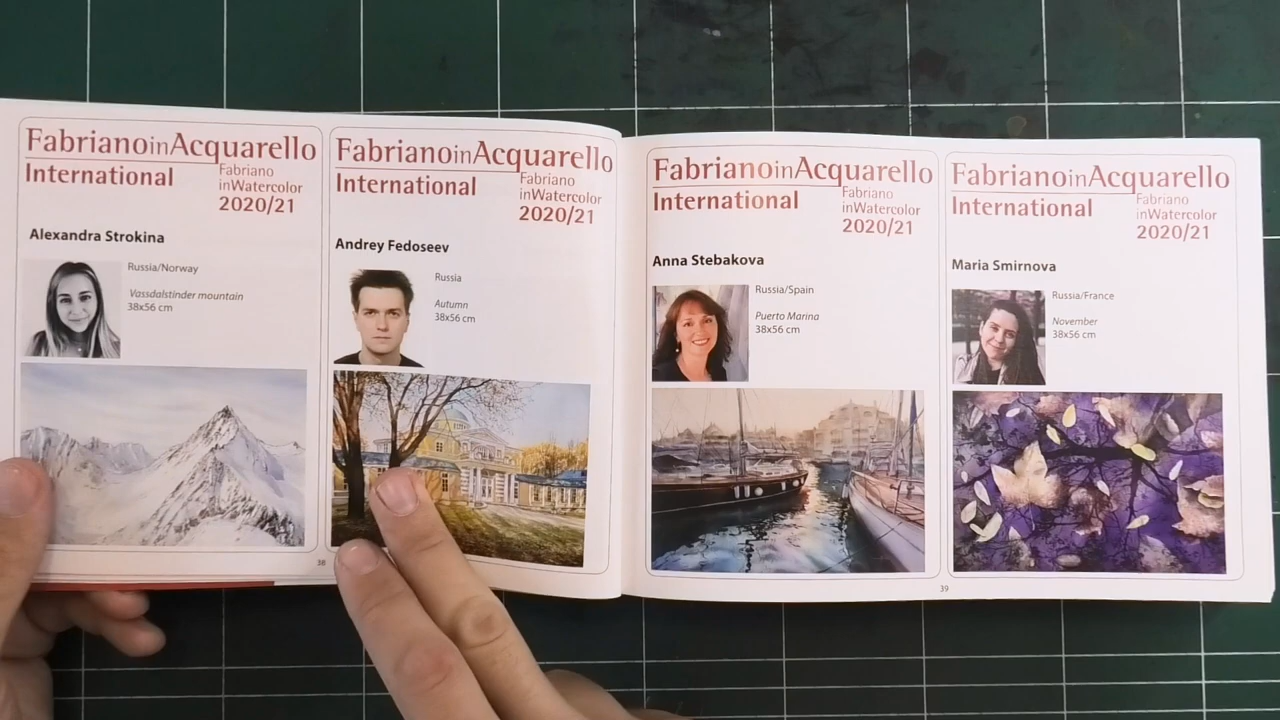 FabrianoinAcquarello
International
Fabriano
inWatercolor
2020/21
Alexandra Strokina
Russia/Norway
Vassdalstinder mountain
38x56 cm
38
FabrianoinAcquarello
International
Fabriano
inWatercolor
2020/21
Andrey Fedoseev
Russia
Autumn
38x56 cm
FabrianoinAcquarello
International
Fabriano
inWatercolor
2020/21
Anna Stebakova
Russia/Spain
Puerto Marina
38x56 cm
39
FabrianoinAcquarello
International
Fabriano
inWatercolor
2020/21
Maria Smirnova
Russia/France
November
38x56 cm